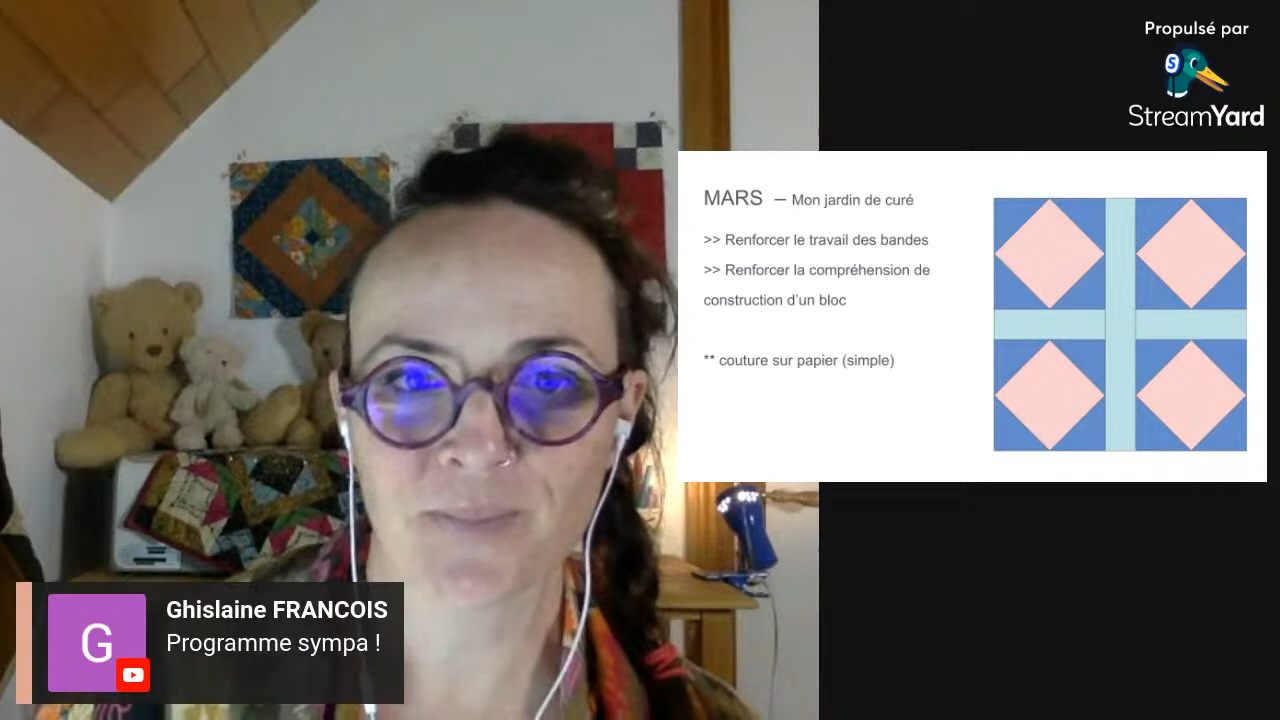 Propulsé par
StreamYard
MARS – Mon jardin de curé
>> Renforcer le travail des bandes
>> Renforcer la compréhension de
construction d'un bloc
** couture sur papier (simple)
G
Ghislaine FRANCOIS
Programme sympa !